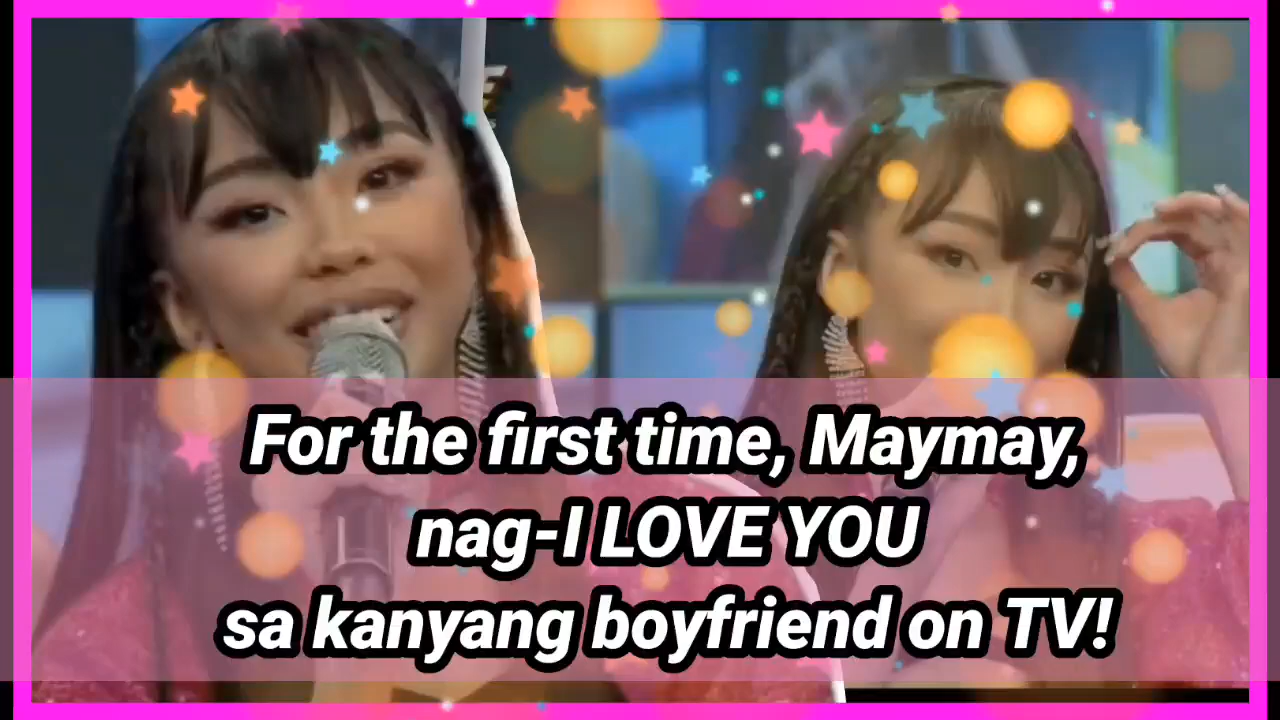 For the first time, Maymay,
nag-I LOVE YOU
sa kanyang boyfriend on TV!